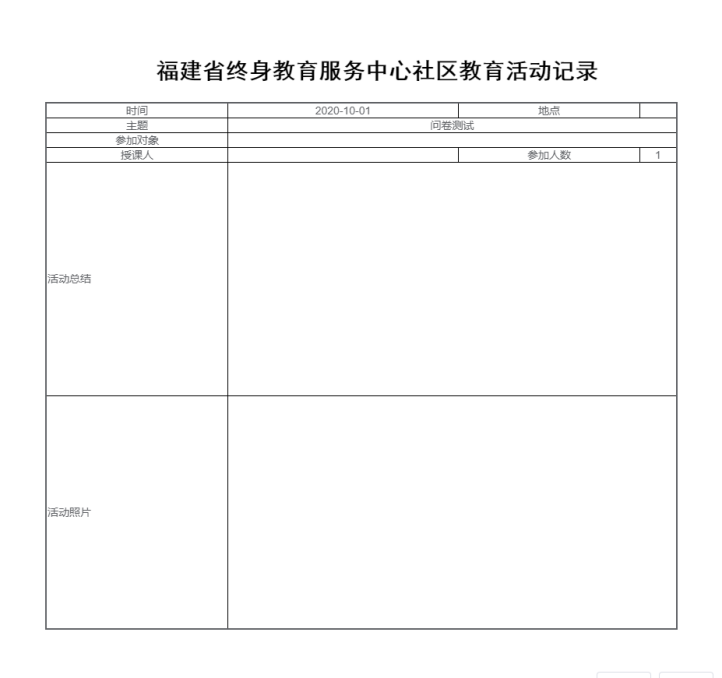 福建省终身教育服务中心社区教育活动记录
时间 2020-10-01 地点
主题 问卷测试
参加对象
授课人 参加人数 1
活动总结
活动照片